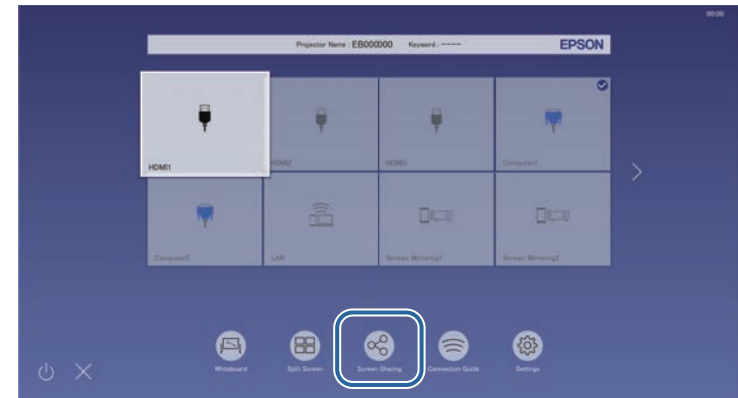 00:00
Projector Name : EB000000 Keyword : ----
EPSON
HDMI1
HDMI2
HDMI3
Computer1
Computer2
LAN
Screen Mirroring1
Screen Mirroring2
Whiteboard
Split Screen
Screen Sharing
Connection Guide
Settings